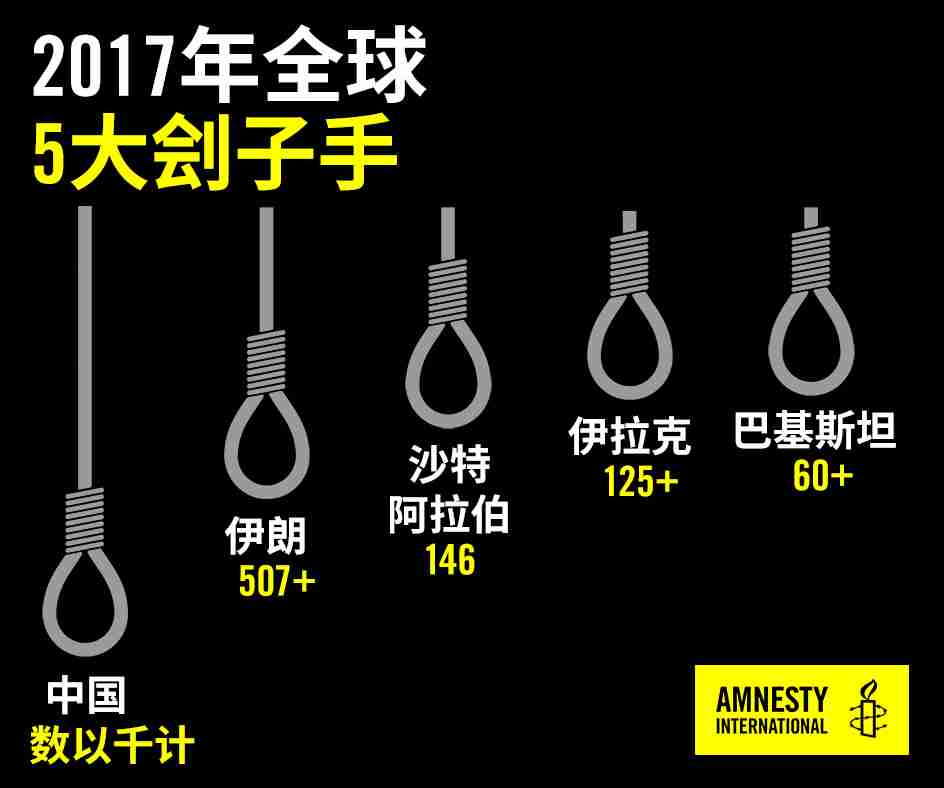 2017年全球
5大刽子手
中国
数以千计
伊朗
507+
沙特
阿拉伯
146
伊拉克
125+
巴基斯坦
60+
AMNESTY
INTERNATIONAL